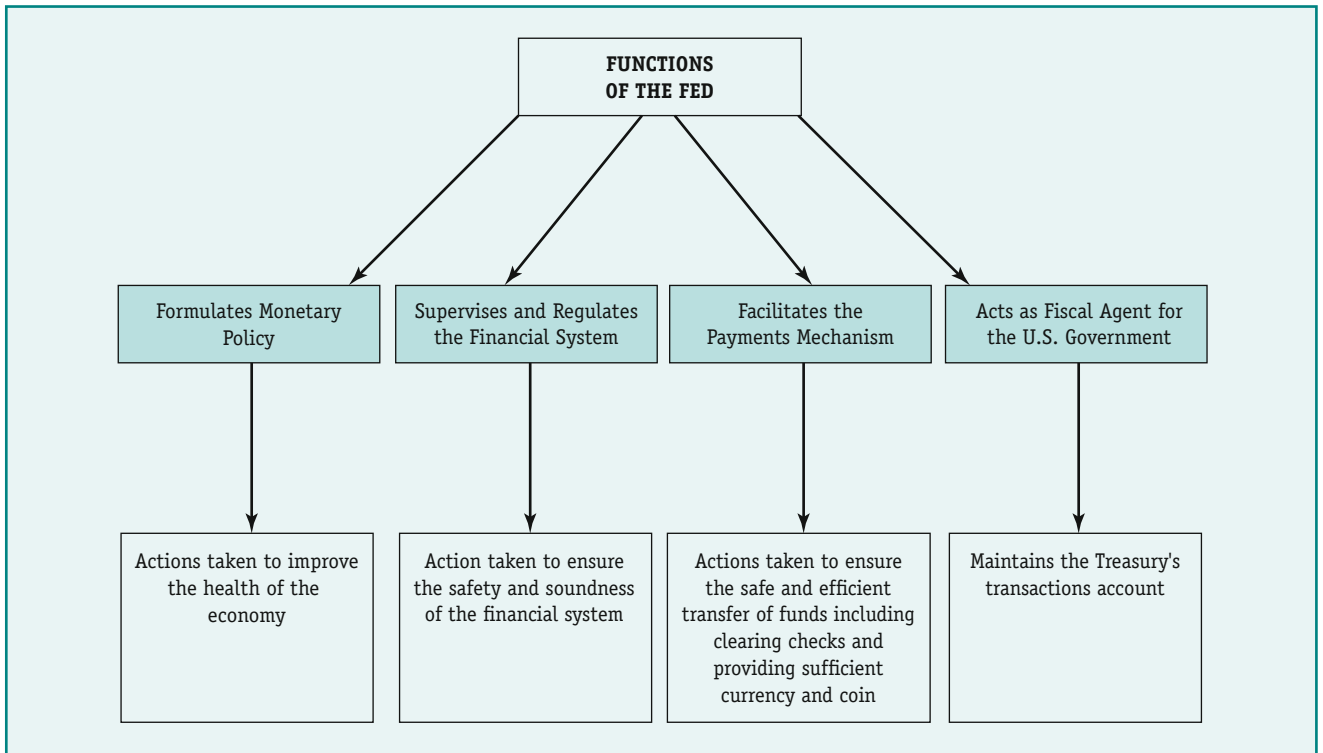 FUNCTIONS
OF THE FED
Formulates Monetary
Policy
Supervises and Regulates
the Financial System
Facilitates the
Payments Mechanism
Acts as Fiscal Agent for
the U.S. Government
Actions taken to improve
the health of the
economy
Action taken to ensure
the safety and soundness
of the financial system
Actions taken to ensure
the safe and efficient
transfer of funds including
clearing checks and
providing sufficient
currency and coin
Maintains the Treasury's
transactions account